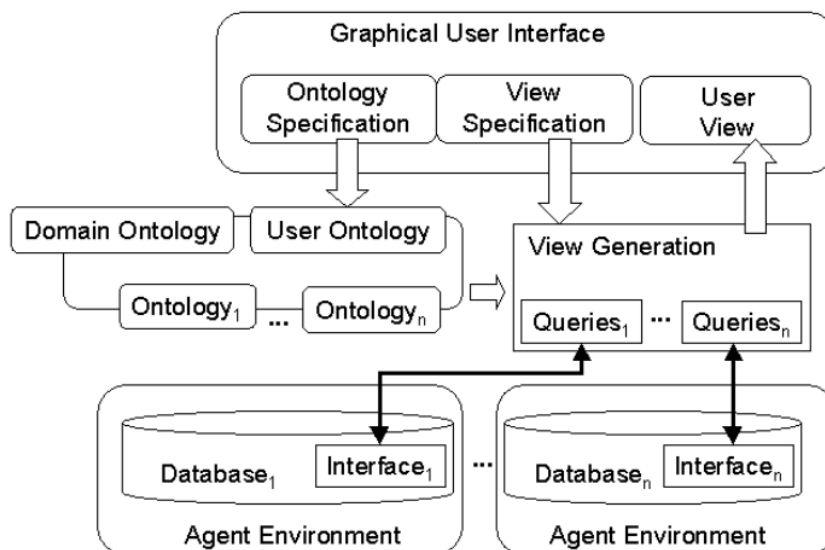 Graphical User Interface
Ontology
Specification
View
Specification
User
View
Domain Ontology
User Ontology
Ontology1
...
Ontologyn
View Generation
Queries1
...
Queriesn
Database1
Interface1
...
Databasen
Interfacen
Agent Environment
Agent Environment